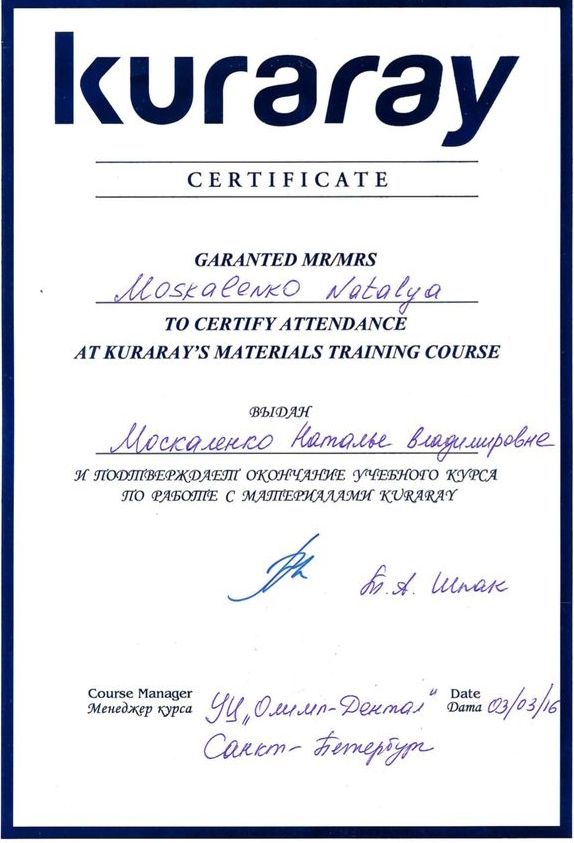 kuraray
CERTIFICATE
GARANTED MR/MRS
Moskalenko Natalya
TO CERTIFY ATTENDANCE
AT KURARAY'S MATERIALS TRAINING COURSE
ВЫДАН
Москаленко Наталье Владимировне
И ПОДТВЕРЖДАЕТ ОКОНЧАНИЕ УЧЕБНОГО КУРСА
ПО РАБОТЕ С МАТЕРИАЛАМИ KURARAY
А. Шпак
Course Manager
Менеджер курса
УЦ „Олимп-Дентал"
Санкт-Петербург
Date
Дата 03/03/16